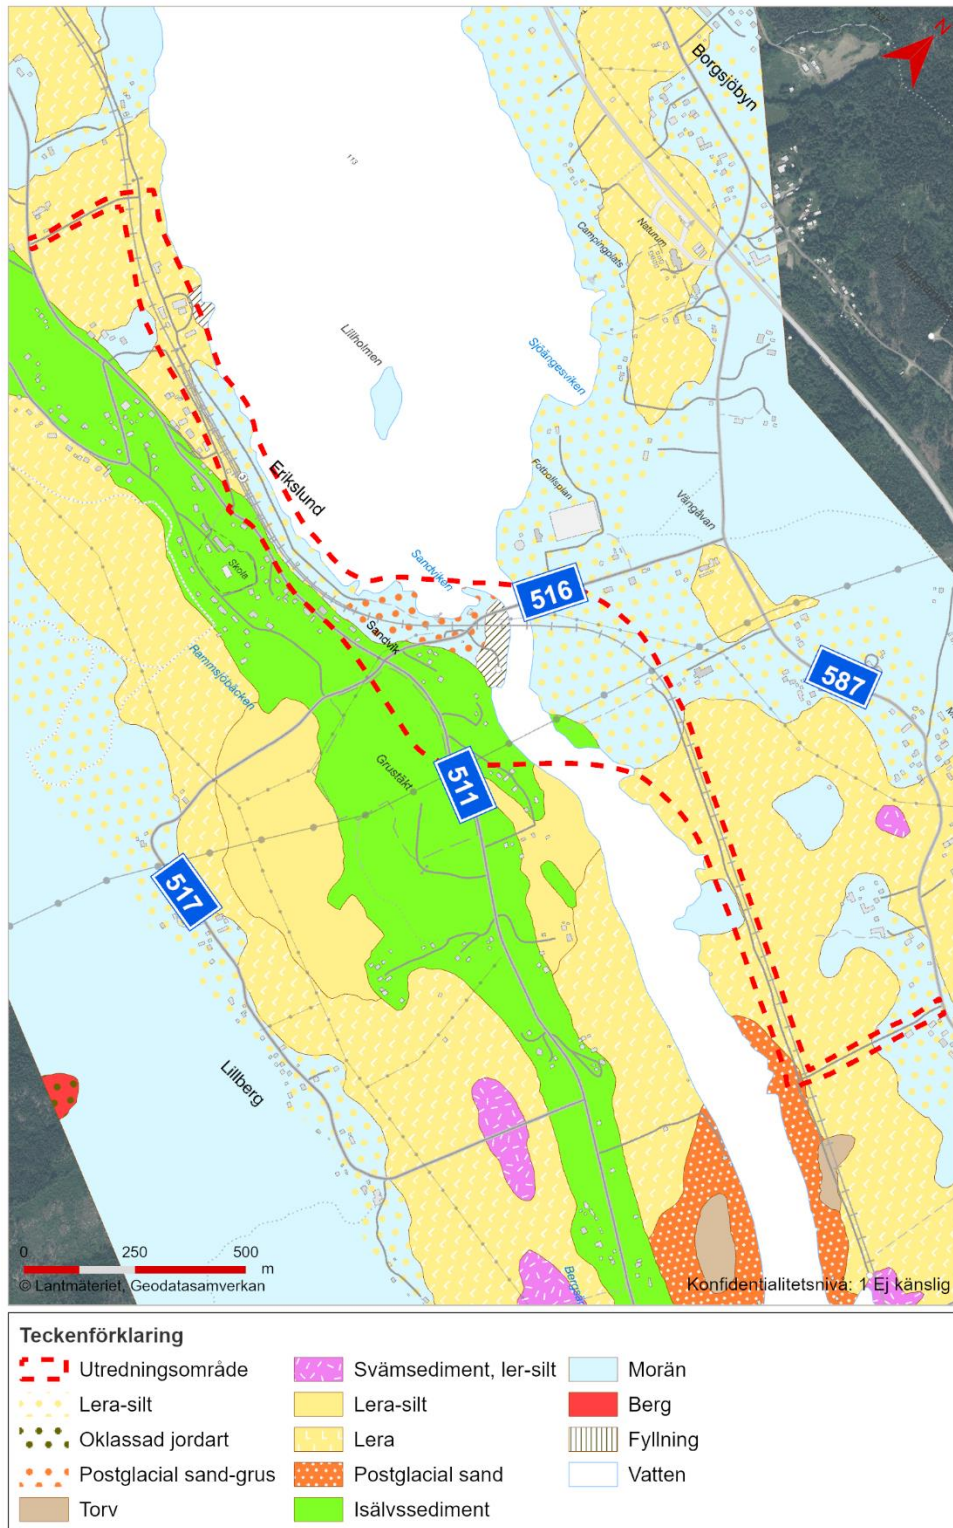 N
Borgsjöbyn
113
Naturum
Campingplats
Lillholmen
Sjöängesviken
Fotbollsplan
Vängåvan
Erikslund
Sandviken
516
Skola
Sandvik
587
Rammsjöbäcken
Grustäkt
511
517
Lillberg
0 250 500
m
© Lantmäteriet, Geodatasamverkan
Konfidentialitetsnivå: 1 Ej känslig
Teckenförklaring
Utredningsområde
Lera-silt
Oklassad jordart
Postglacial sand-grus
Torv
Svämsediment, ler-silt
Lera-silt
Lera
Postglacial sand
Isälvssediment
Morän
Berg
Fyllning
Vatten